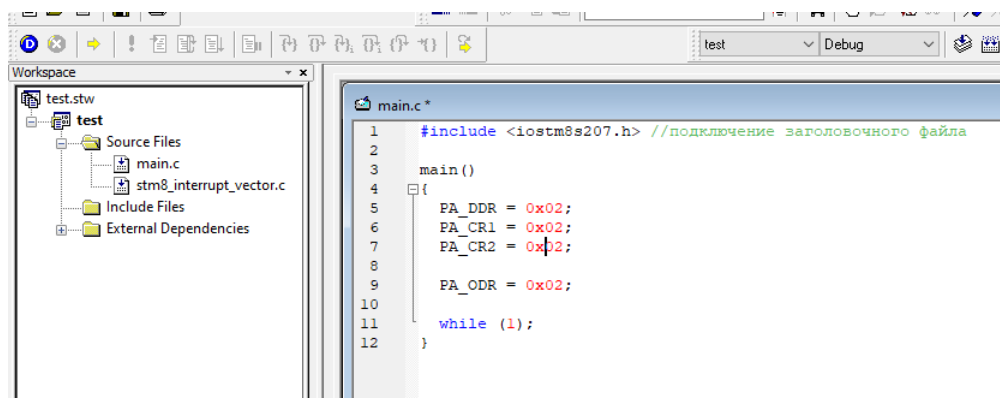 test
Debug
Workspace
test.stw
test
Source Files
main.c
stm8_interrupt_vector.c
Include Files
External Dependencies
main.c *
1 #include <iostm8s207.h> //подключение заголовочного файла
2
3 main()
4 {
5 PA_DDR = 0x02;
6 PA_CR1 = 0x02;
7 PA_CR2 = 0x02;
8
9 PA_ODR = 0x02;
10
11 while (1);
12 }